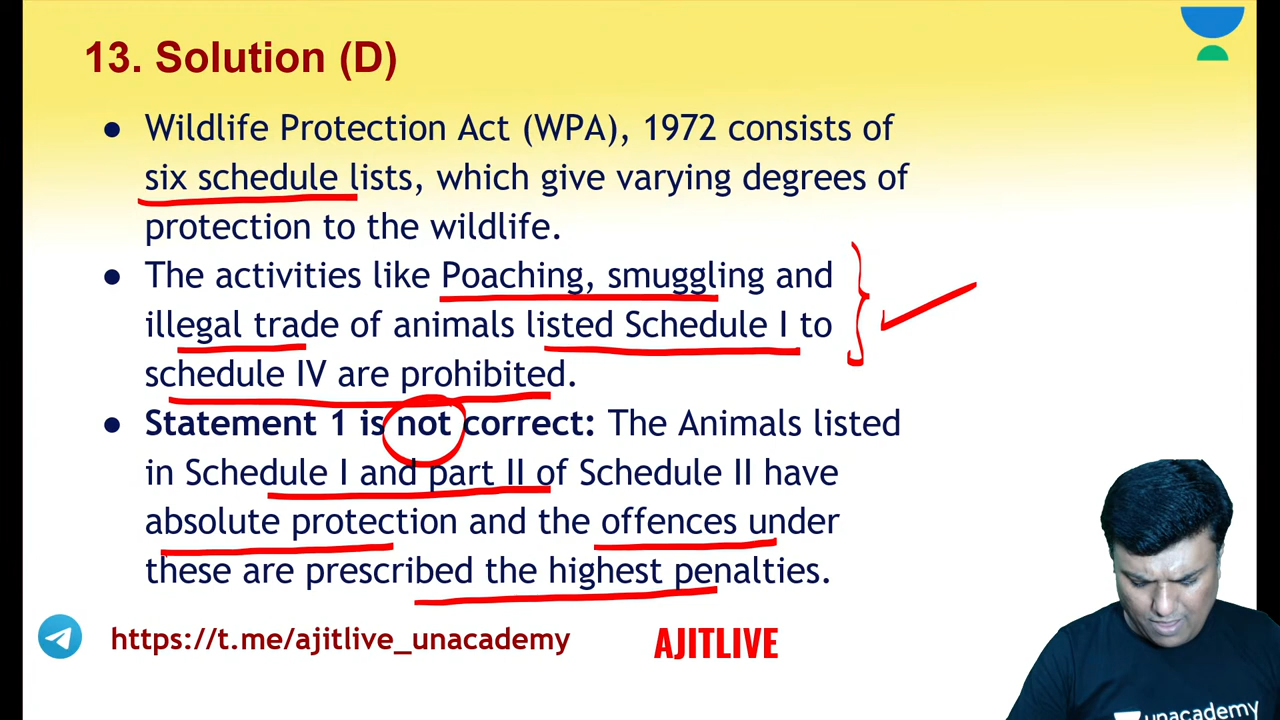 13. Solution (D)
● Wildlife Protection Act (WPA), 1972 consists of
six schedule lists, which give varying degrees of
protection to the wildlife.
● The activities like Poaching, smuggling and
illegal trade of animals listed Schedule I to
schedule IV are prohibited.
● Statement 1 is not correct: The Animals listed
in Schedule I and part II of Schedule II have
absolute protection and the offences under
these are prescribed the highest penalties.
https://t.me/ajitlive_unacademy
AJITLIVE
unacademy